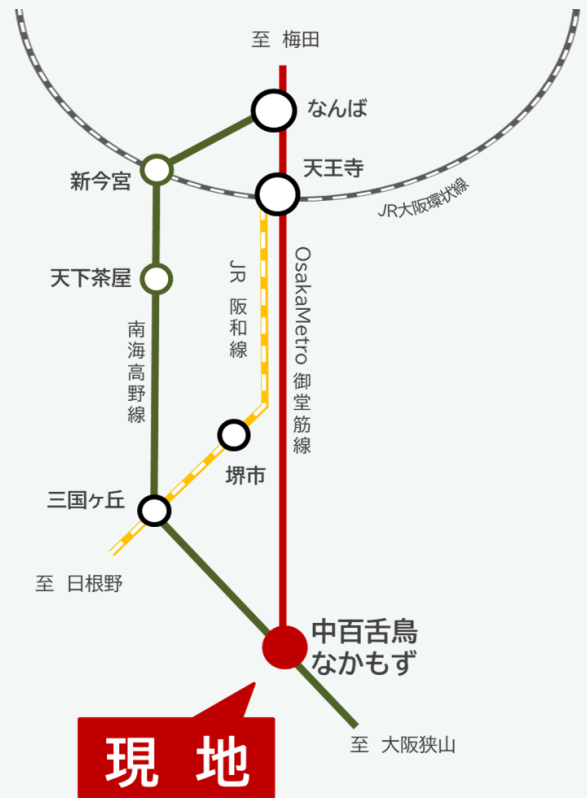 至 梅田
なんば
天王寺
新今宮
JR大阪環状線
天下茶屋
JR 阪和線
OsakaMetro 御堂筋線
南海高野線
堺市
三国ヶ丘
至 日根野
中百舌鳥
なかもず
現 地
至 大阪狭山